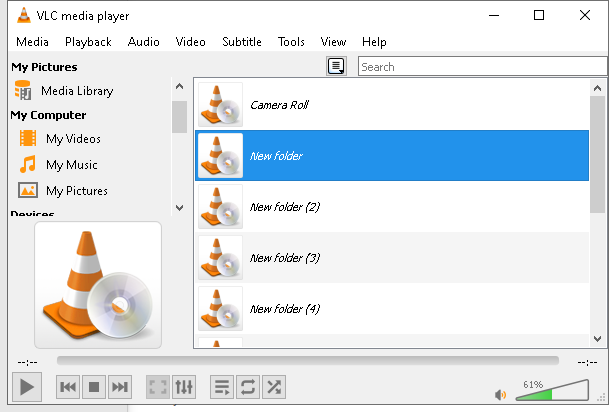 VLC media player
Media Playback Audio Video Subtitle Tools View Help
My Pictures
Search
Media Library
My Computer
My Videos
My Music
My Pictures
Devices
Camera Roll
New folder
New folder (2)
New folder (3)
New folder (4)
--:--
--:--
61%